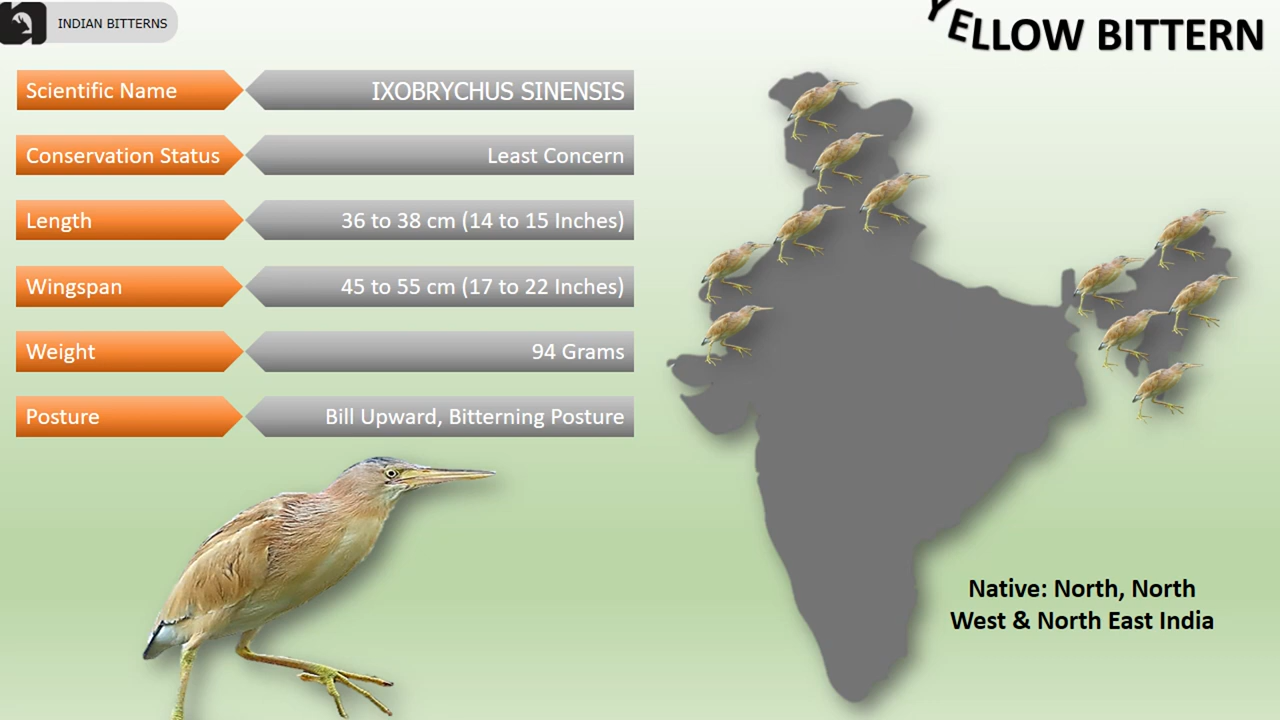 INDIAN BITTERNS
YELLOW BITTERN
Scientific Name
IXOBRYCHUS SINENSIS
Conservation Status
Least Concern
Length
36 to 38 cm (14 to 15 Inches)
Wingspan
45 to 55 cm (17 to 22 Inches)
Weight
94 Grams
Posture
Bill Upward, Bitterning Posture
Native: North, North
West & North East India